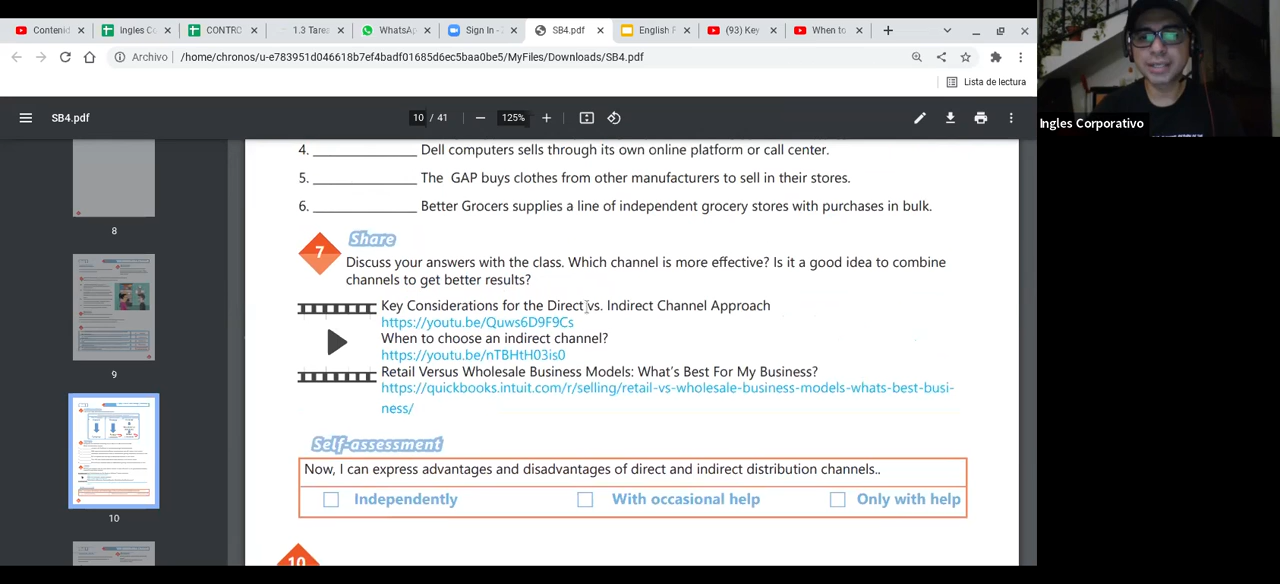 Contenid
Ingles Co
CONTRC
1.3 Tarea
WhatsAp
Sign In -
SB4.pdf
English F
(93) Key
When to
Archivo
/home/chronos/u-e783951d046618b7ef4badf01685d6ec5baa0be5/MyFiles/Downloads/SB4.pdf
Lista de lectura
SB4.pdf
10 / 41
125%
Ingles Corporativo
4. ______________ Dell computers sells through its own online platform or call center.
5. ______________ The GAP buys clothes from other manufacturers to sell in their stores.
6. ______________ Better Grocers supplies a line of independent grocery stores with purchases in bulk.
7
Share
Discuss your answers with the class. Which channel is more effective? Is it a good idea to combine
channels to get better results?
Key Considerations for the Direct vs. Indirect Channel Approach
https://youtu.be/Quws6D9F9Cs
When to choose an indirect channel?
https://youtu.be/nTBHtH03is0
Retail Versus Wholesale Business Models: What's Best For My Business?
https://quickbooks.intuit.com/r/selling/retail-vs-wholesale-business-models-whats-best-busi-
ness/
Self-assessment
Now, I can express advantages and disadvantages of direct and indirect distribution channels..
Independently
With occasional help
Only with help
10
8
9
10